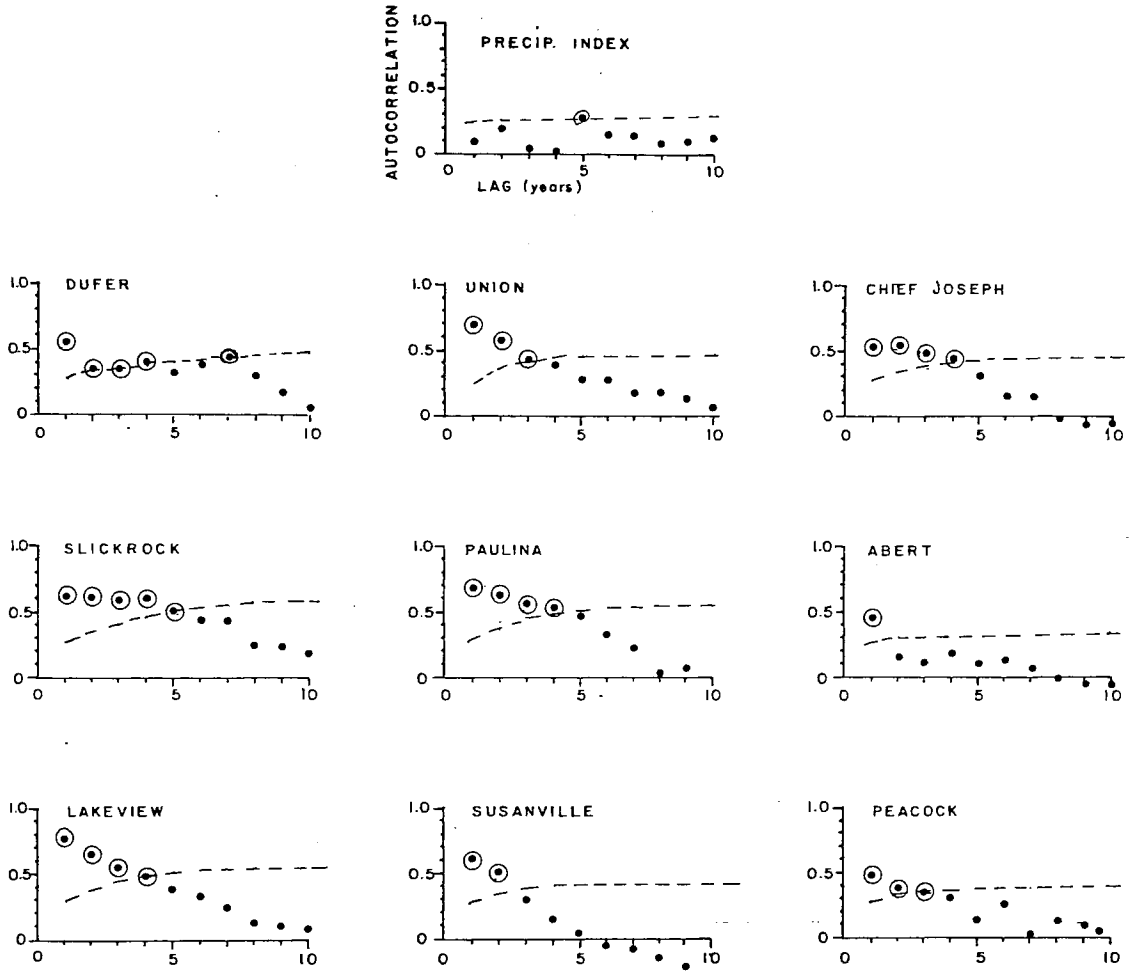 1.0
PRECIP. INDEX
AUTOCORRELATION
0.5
0
0 5 10
LAG (years)
1.0 DUFER
0.5
0
0 5 10
1.0 UNION
0.5
0
0 5 10
1.0 CHIEF JOSEPH
0.5
0
0 5 10
1.0 SLICKROCK
0.5
0
0 5 10
1.0 PAULINA
0.5
0
0 5 10
1.0 ABERT
0.5
0
0 5 10
1.0 LAKEVIEW
0.5
0
0 5 10
1.0 SUSANVILLE
0.5
0
0 5 10
1.0 PEACOCK
0.5
0
0 5 10